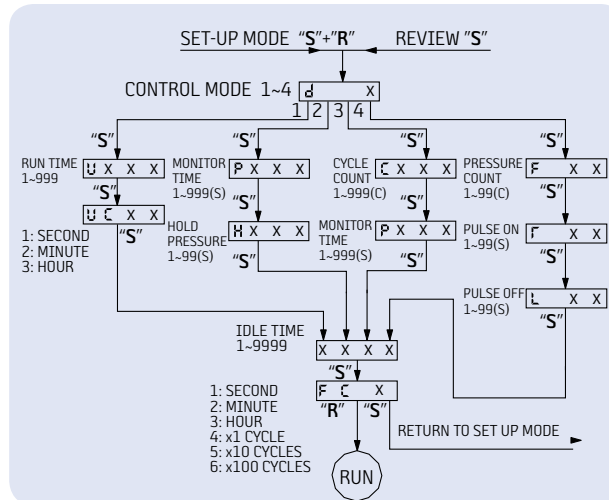 SET-UP MODE “S”+“R” REVIEW ”S”
CONTROL MODE 1~4 d X
1 2 3 4
“S” “S” “S” “S”
RUN TIME
1~999
U X X X
MONITOR
TIME
1~999(S)
P X X X
CYCLE
COUNT
1~999(C)
C X X X
PRESSURE
COUNT
1~99(C)
F X X
“S” “S” “S” “S”
U C X X
1: SECOND
2: MINUTE
3: HOUR
“S”
HOLD
PRESSURE
1~99(S)
H X X X
“S”
MONITOR
TIME
1~999(S)
P X X X
“S”
PULSE ON
1~99(S)
Γ X X
“S”
PULSE OFF
1~99(S)
L X X
“S”
IDLE TIME
1~9999
X X X X
“S”
F C X
“R” “S”
1: SECOND
2: MINUTE
3: HOUR
4: x1 CYCLE
5: x10 CYCLES
6: x100 CYCLES
RETURN TO SET UP MODE
RUN